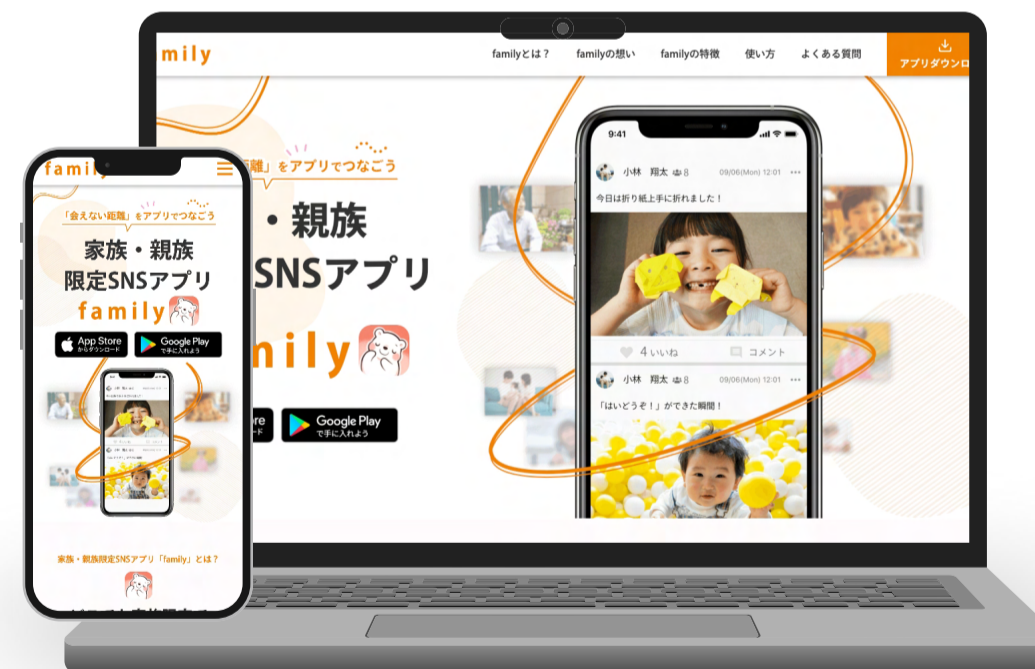 mily
familyとは？
familyの想い
familyの特徴
使い方
よくある質問
アプリダウンロ
離」をアプリでつなごう
・親族
SNSアプリ
mily
re
ード
Google Play
で手に入れよう
9:41
小林 翔太 8
09/06(Mon) 12:01
今日は折り紙上手に折れました！
4 いいね
コメント
小林 翔太 8
09/06(Mon) 12:01
「はいどうぞ！」ができた瞬間！
family
「会えない距離」をアプリでつなごう
家族・親族
限定SNSアプリ
family
App Store
からダウンロード
Google Play
で手に入れよう
家族・親族限定SNSアプリ「family」とは？